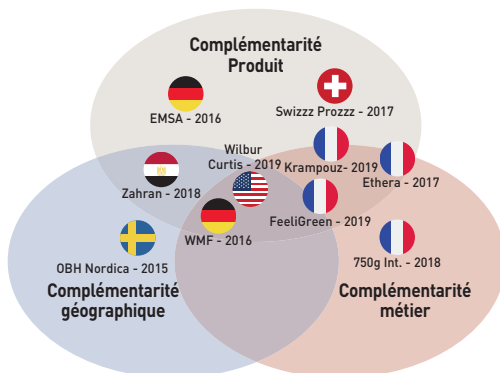 Complémentarité
Produit
EMSA - 2016
Swizzz Prozzz - 2017
Wilbur
Curtis - 2019
Krampouz- 2019
Ethera - 2017
Zahran - 2018
FeeliGreen - 2019
WMF - 2016
OBH Nordica - 2015
750g Int. - 2018
Complémentarité
géographique
Complémentarité
métier